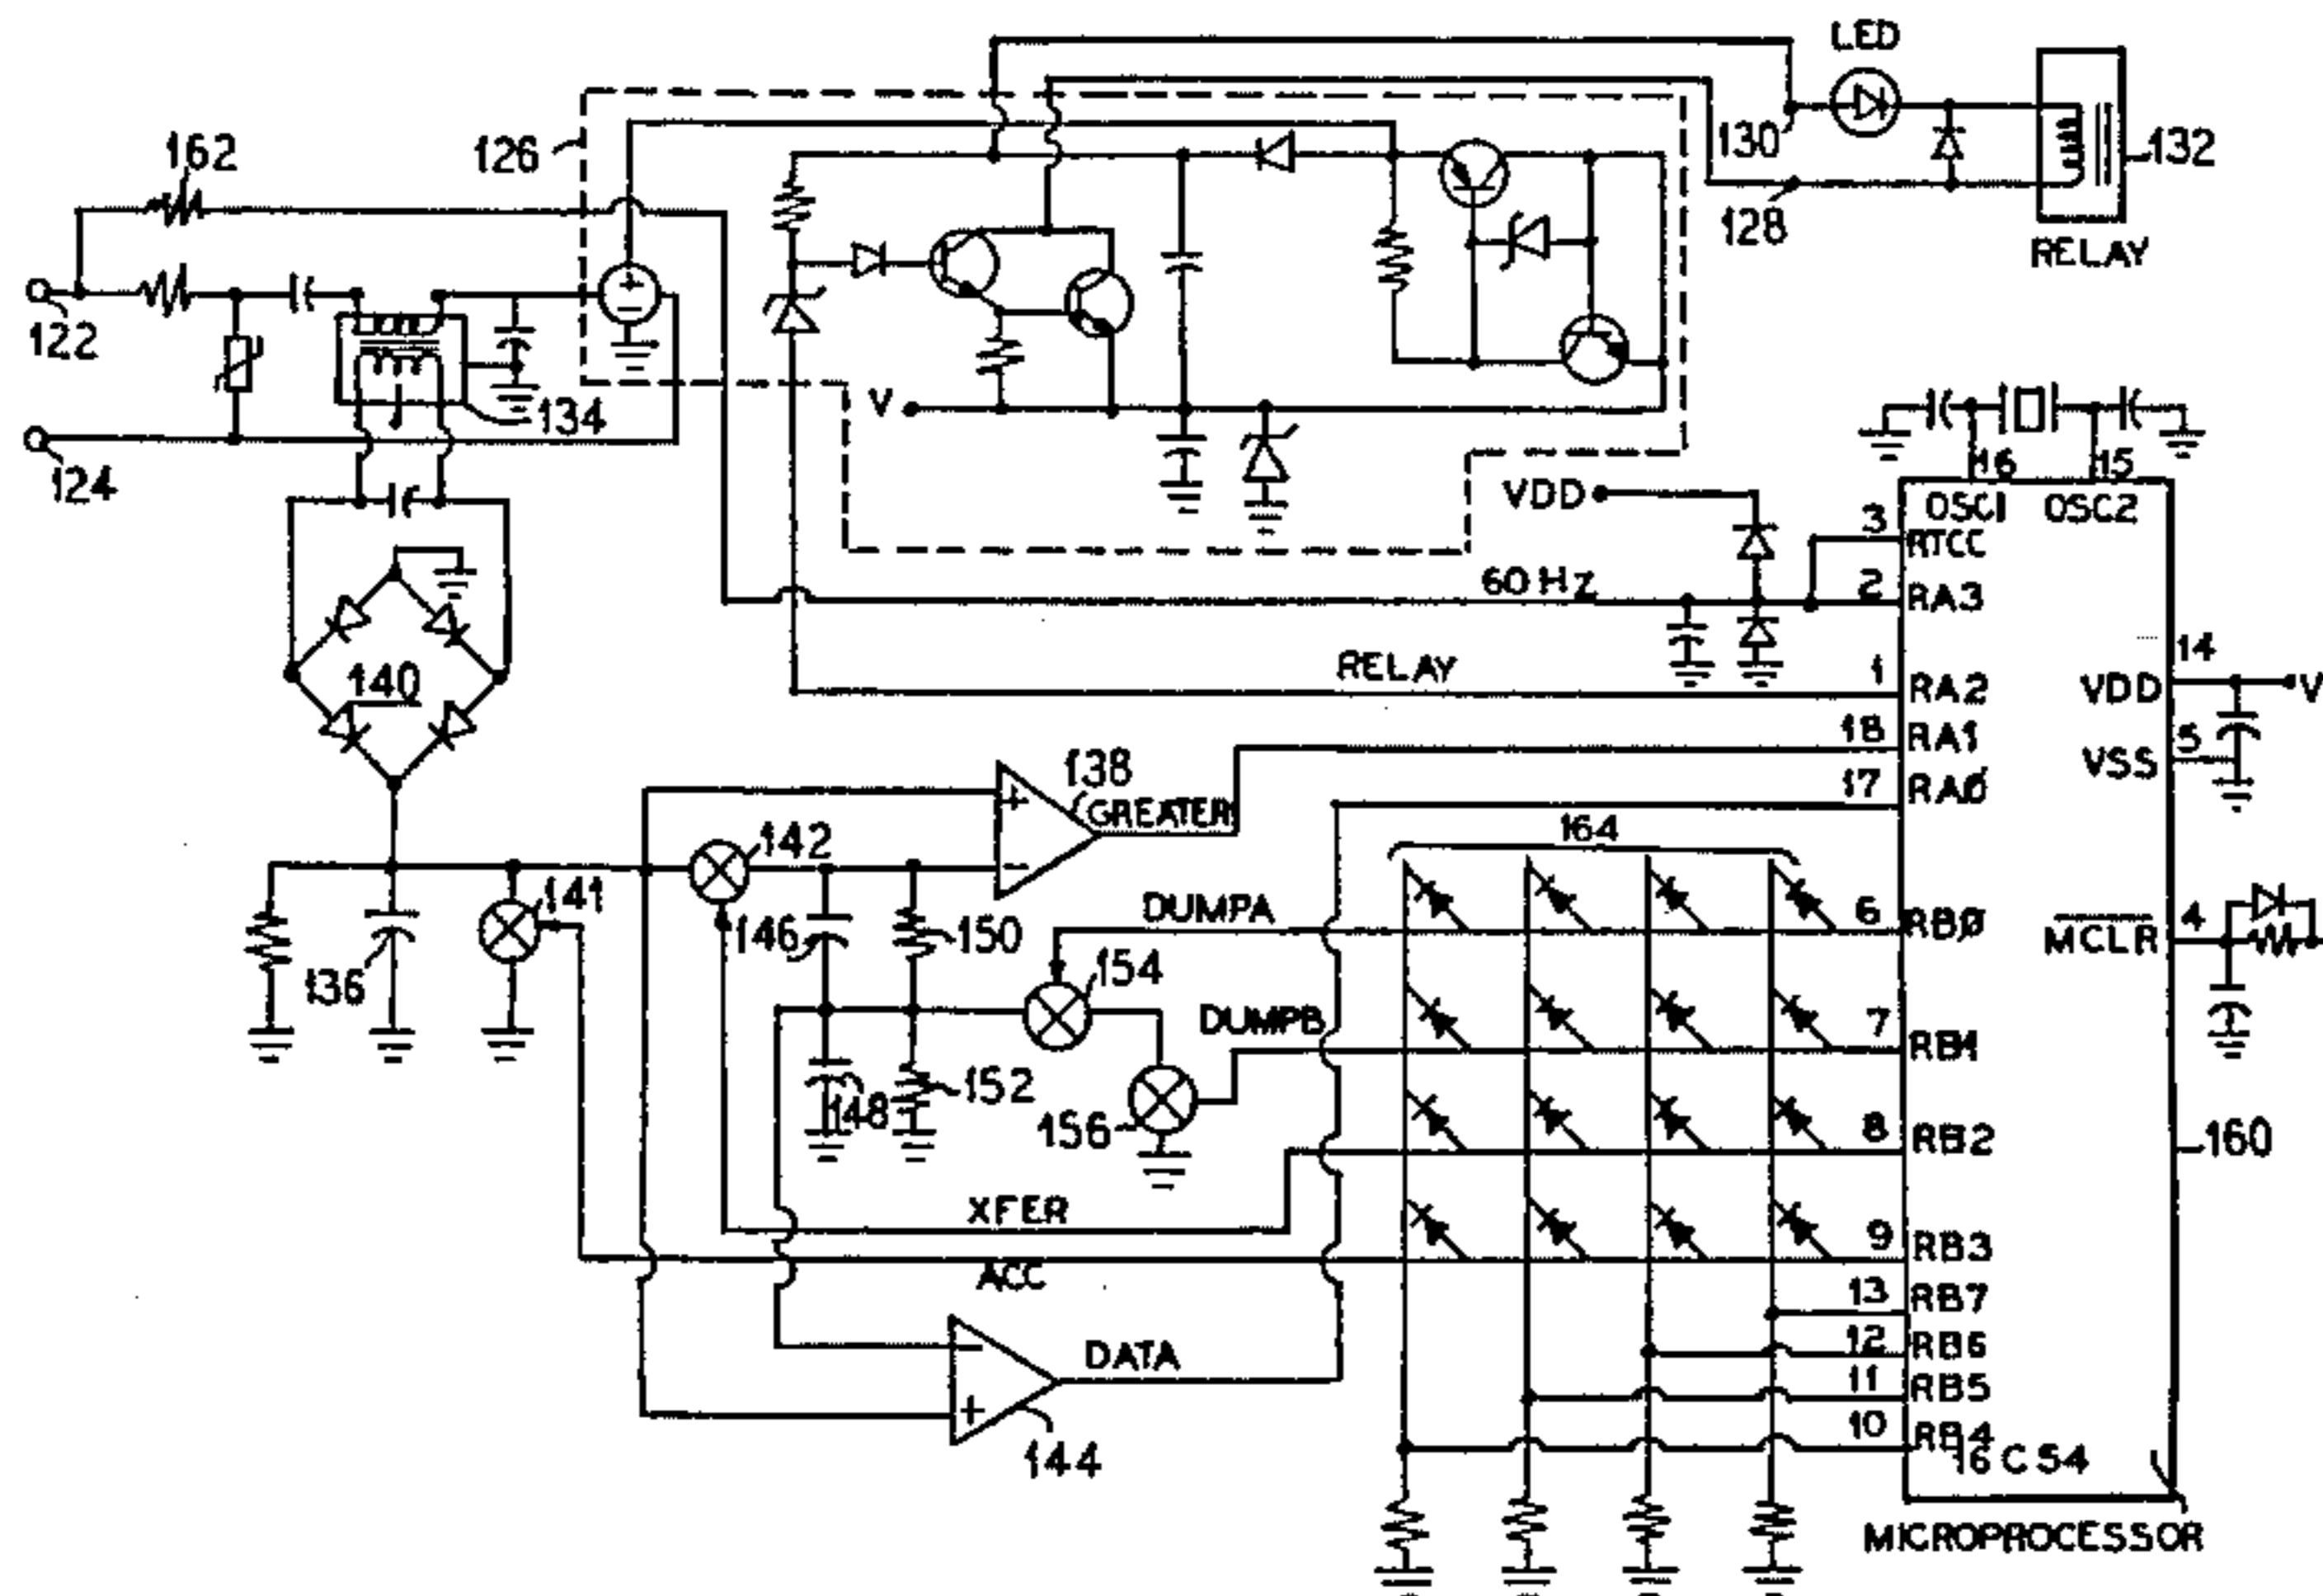 LED
162
126
130
132
128
RELAY
122
+
-
134
V
124
16
15
VDD
OSC1
OSC2
3
RTCC
60 Hz
2
RA3
140
RELAY
1
RA2
14
VDD
V
18
RA1
5
VSS
138
GREATER
17
RA0
+
-
142
164
141
DUMPA
6
RB0
4
MCLR
146
150
136
154
DUMPB
7
RB1
148
152
156
8
RB2
160
XFER
9
RB3
ACC
13
RB7
12
RB6
-
DATA
11
RB5
+
10
RB4
144
16C54
MICROPROCESSOR